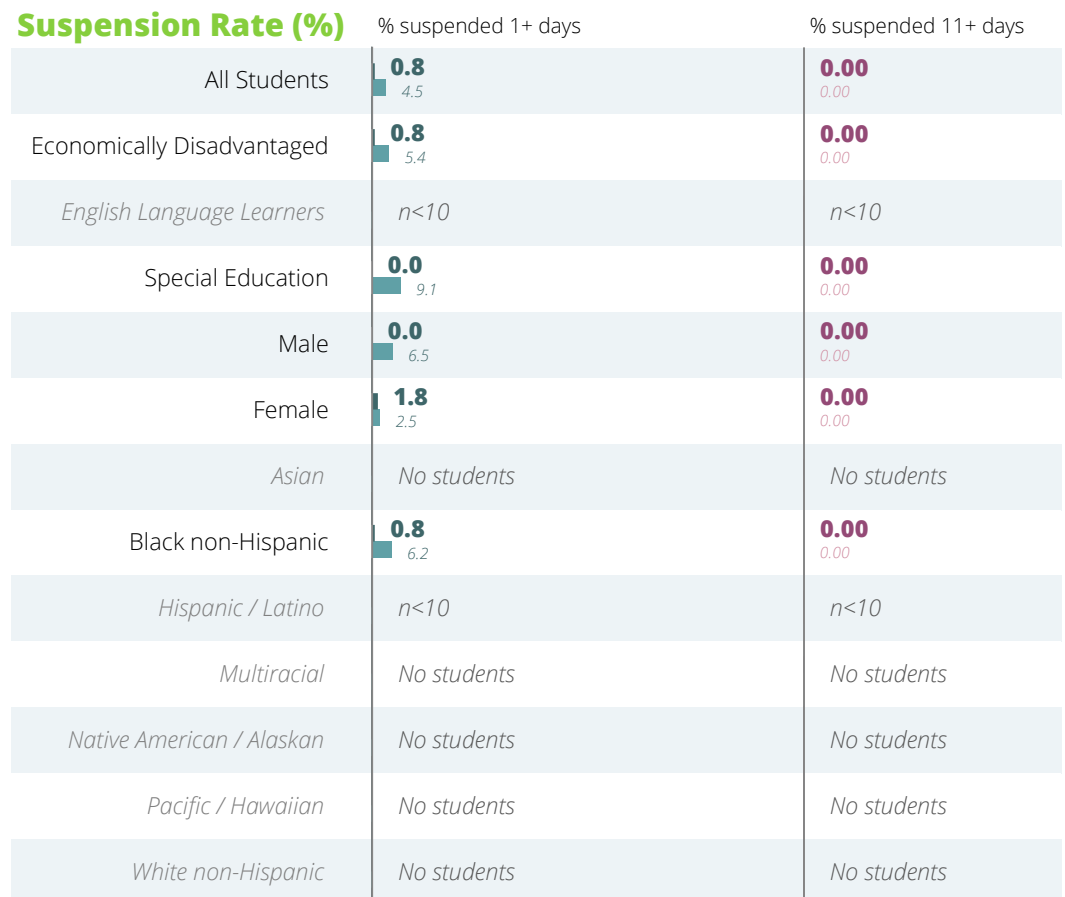 Suspension Rate (%) % suspended 1+ days % suspended 11+ days
All Students 0.8 0.00
4.5 0.00
Economically Disadvantaged 0.8 0.00
5.4 0.00
English Language Learners n<10 n<10
Special Education 0.0 0.00
9.1 0.00
Male 0.0 0.00
6.5 0.00
Female 1.8 0.00
2.5 0.00
Asian No students No students
Black non-Hispanic 0.8 0.00
6.2 0.00
Hispanic / Latino n<10 n<10
Multiracial No students No students
Native American / Alaskan No students No students
Pacific / Hawaiian No students No students
White non-Hispanic No students No students